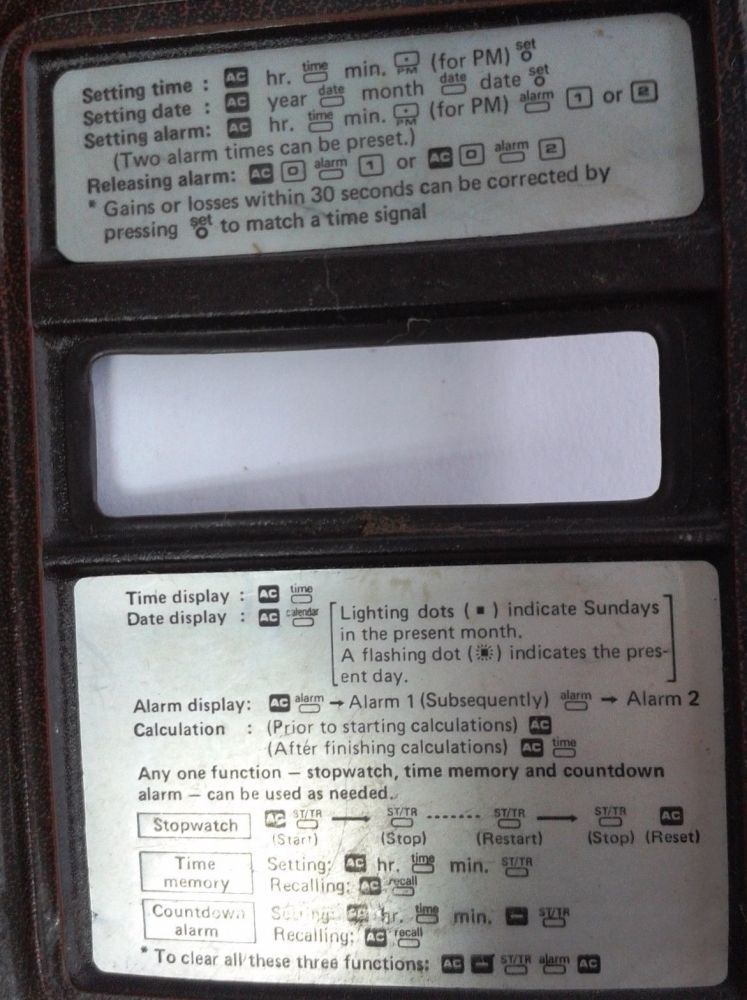 Setting time : AC hr. time min. • PM (for PM) set
Setting date : AC year date month date date set
Setting alarm: AC hr. time min. • PM (for PM) alarm 1 or 2
(Two alarm times can be preset.)
Releasing alarm: AC 0 alarm 1 or AC 0 alarm 2
* Gains or losses within 30 seconds can be corrected by
pressing set to match a time signal
Time display : AC time
Date display : AC calendar
[Lighting dots ( ▪ ) indicate Sundays
in the present month.
A flashing dot ( ) indicates the pres-
ent day.]
Alarm display: AC alarm → Alarm 1 (Subsequently) alarm → Alarm 2
Calculation : (Prior to starting calculations) AC
(After finishing calculations) AC time
Any one function – stopwatch, time memory and countdown
alarm – can be used as needed.
Stopwatch AC ST/TR → ST/TR ....... ST/TR → ST/TR AC
(Start) (Stop) (Restart) (Stop) (Reset)
Time
memory
Setting: AC hr. time min. ST/TR
Recalling: AC recall
Countdown
alarm
Setting: AC hr. time min. – ST/TR
Recalling: AC recall
* To clear all these three functions: AC – ST/TR alarm AC